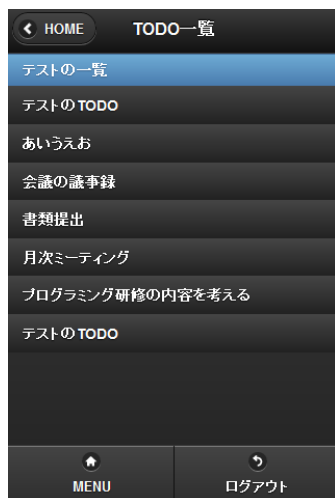 HOME TODO一覧
テストの一覧
テストのTODO
あいうえお
会議の議事録
書類提出
月次ミーティング
プログラミング研修の内容を考える
テストのTODO
MENU ログアウト